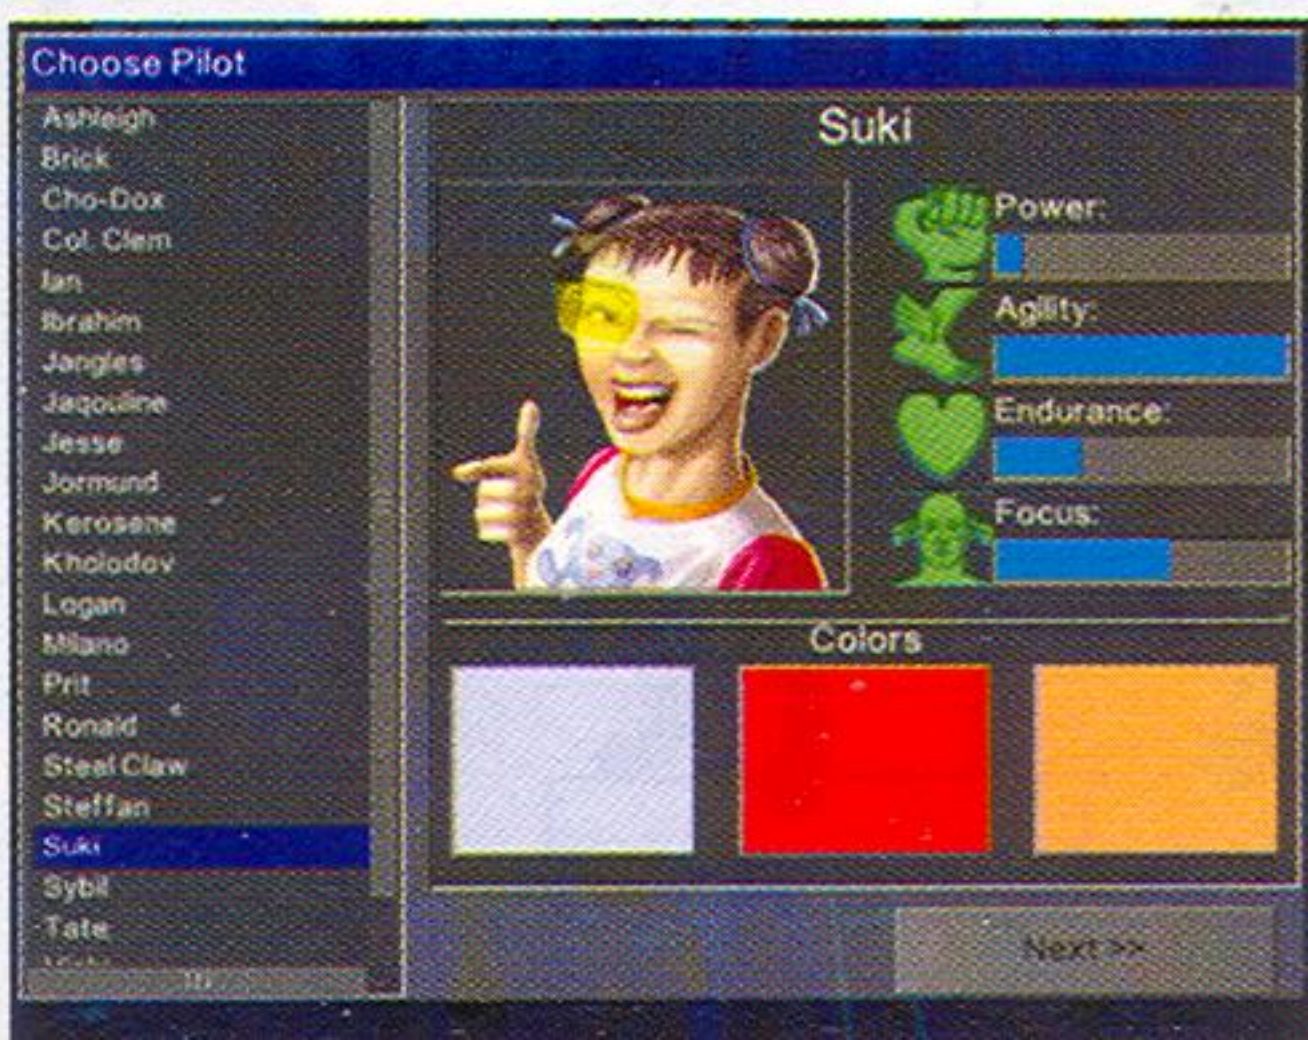 Choose Pilot
Ashleigh
Brick
Cho-Dox
Col. Clem
Ian
Ibrahim
Jangles
Jaqouline
Jesse
Jormund
Kerosene
Kholodov
Logan
Milano
Prit
Ronald
Steel Claw
Steffan
Suki
Sybil
Tate
Suki
Power:
Agility:
Endurance:
Focus:
Colors
Next >>